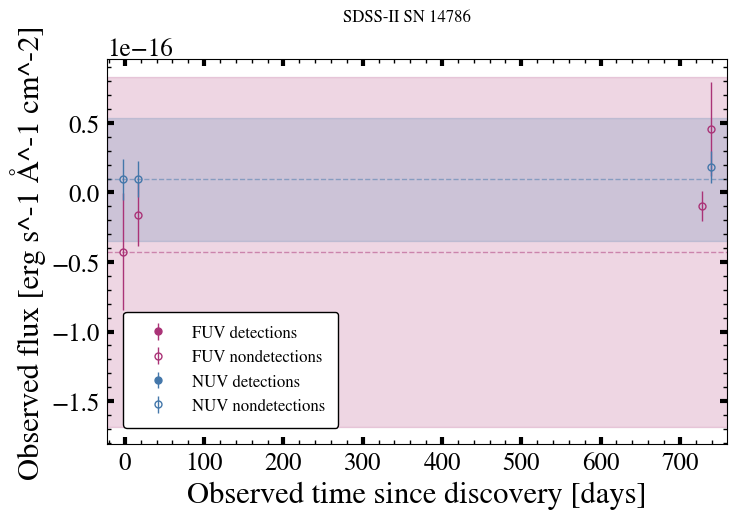 SDSS-II SN 14786
1e−16
Observed flux [erg s^-1 Å^-1 cm^-2]
0.5
0.0
−0.5
−1.0
−1.5
FUV detections
FUV nondetections
NUV detections
NUV nondetections
0 100 200 300 400 500 600 700
Observed time since discovery [days]